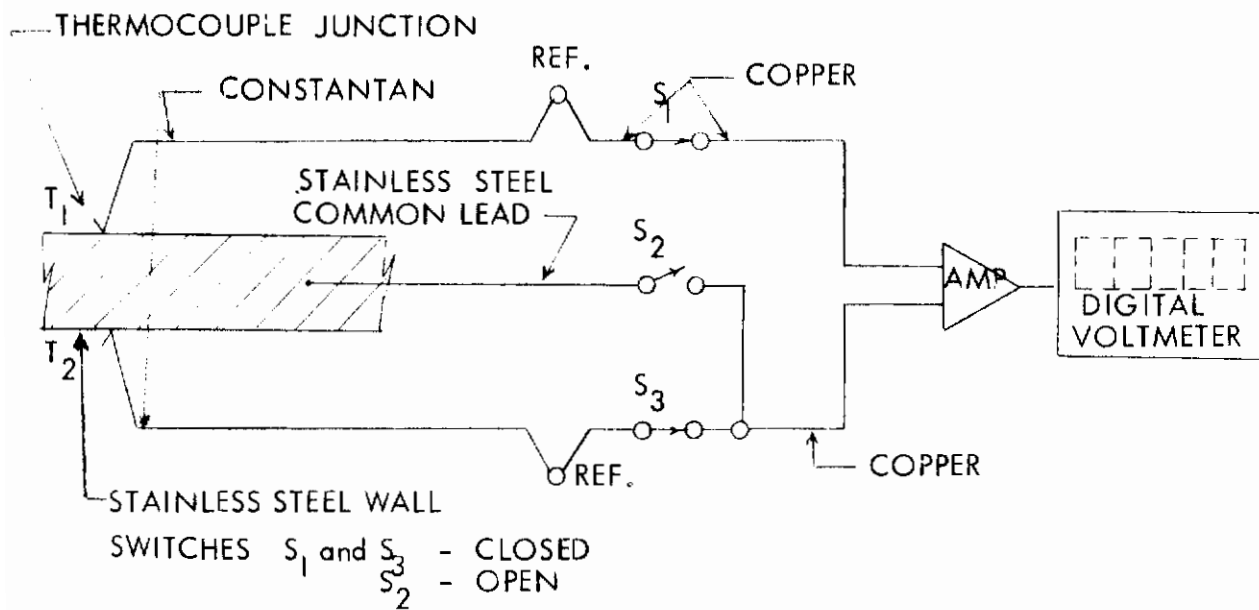 THERMOCOUPLE JUNCTION
REF.
COPPER
CONSTANTAN
S1
STAINLESS STEEL
COMMON LEAD
T1
S2
AMP
DIGITAL
VOLTMETER
T2
S3
REF.
COPPER
STAINLESS STEEL WALL
SWITCHES S1 and S3 - CLOSED
S2 - OPEN